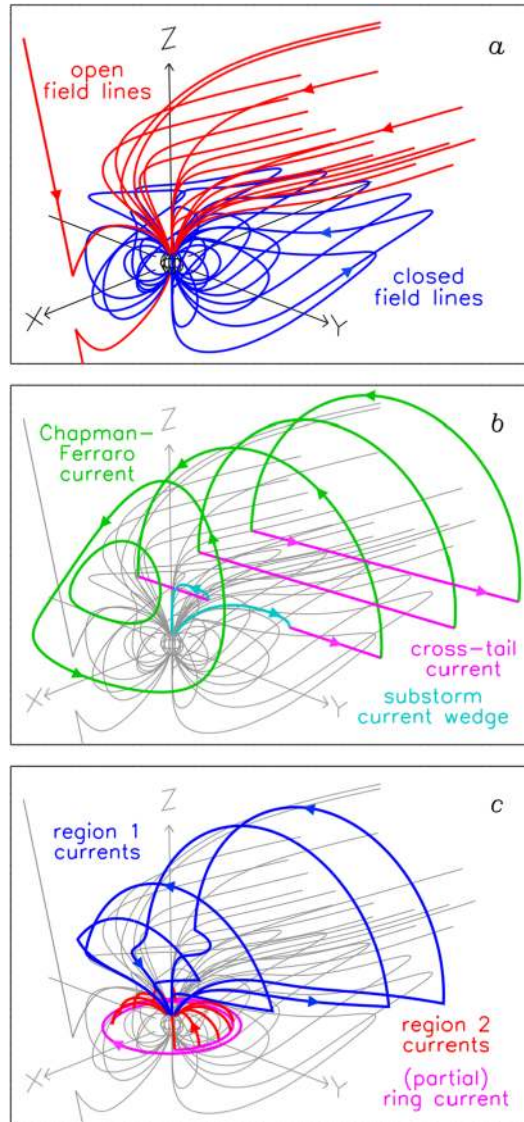 Z
a
open
field lines
closed
field lines
X
Y
b
Z
Chapman-
Ferraro
current
cross-tail
current
substorm
current wedge
X
Y
c
Z
region 1
currents
region 2
currents
(partial)
ring current
X
Y